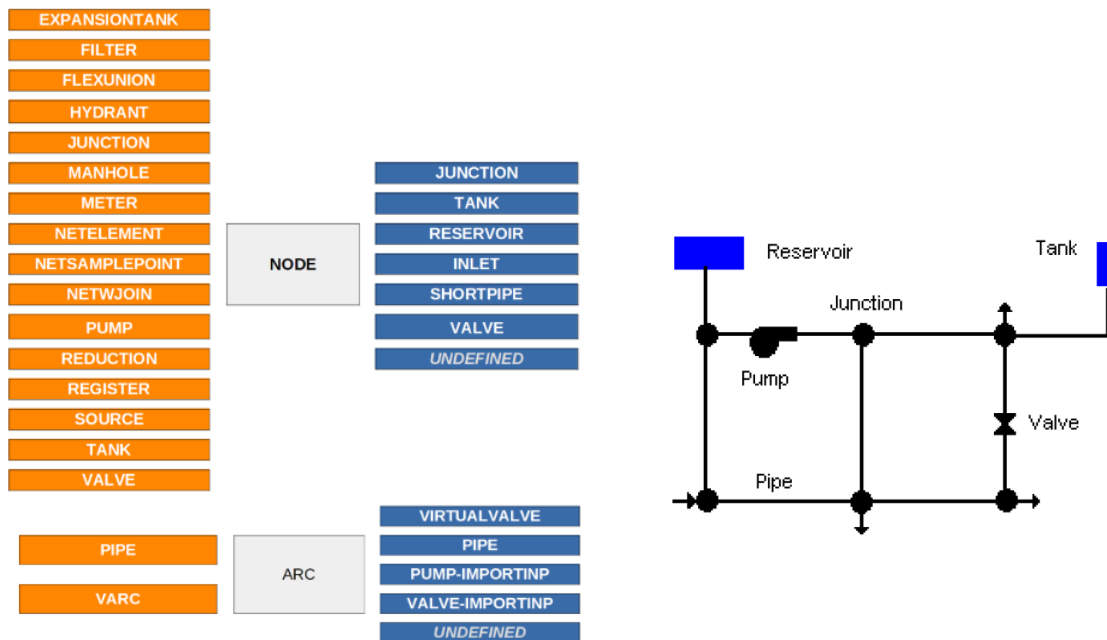 EXPANSIONTANK
FILTER
FLEXUNION
HYDRANT
JUNCTION
MANHOLE
METER
NETELEMENT
NETSAMPLEPOINT
NETWJOIN
PUMP
REDUCTION
REGISTER
SOURCE
TANK
VALVE
NODE
JUNCTION
TANK
RESERVOIR
INLET
SHORTPIPE
VALVE
UNDEFINED
PIPE
VARC
ARC
VIRTUALVALVE
PIPE
PUMP-IMPORTINP
VALVE-IMPORTINP
UNDEFINED
Reservoir
Tank
Junction
Pump
Valve
Pipe